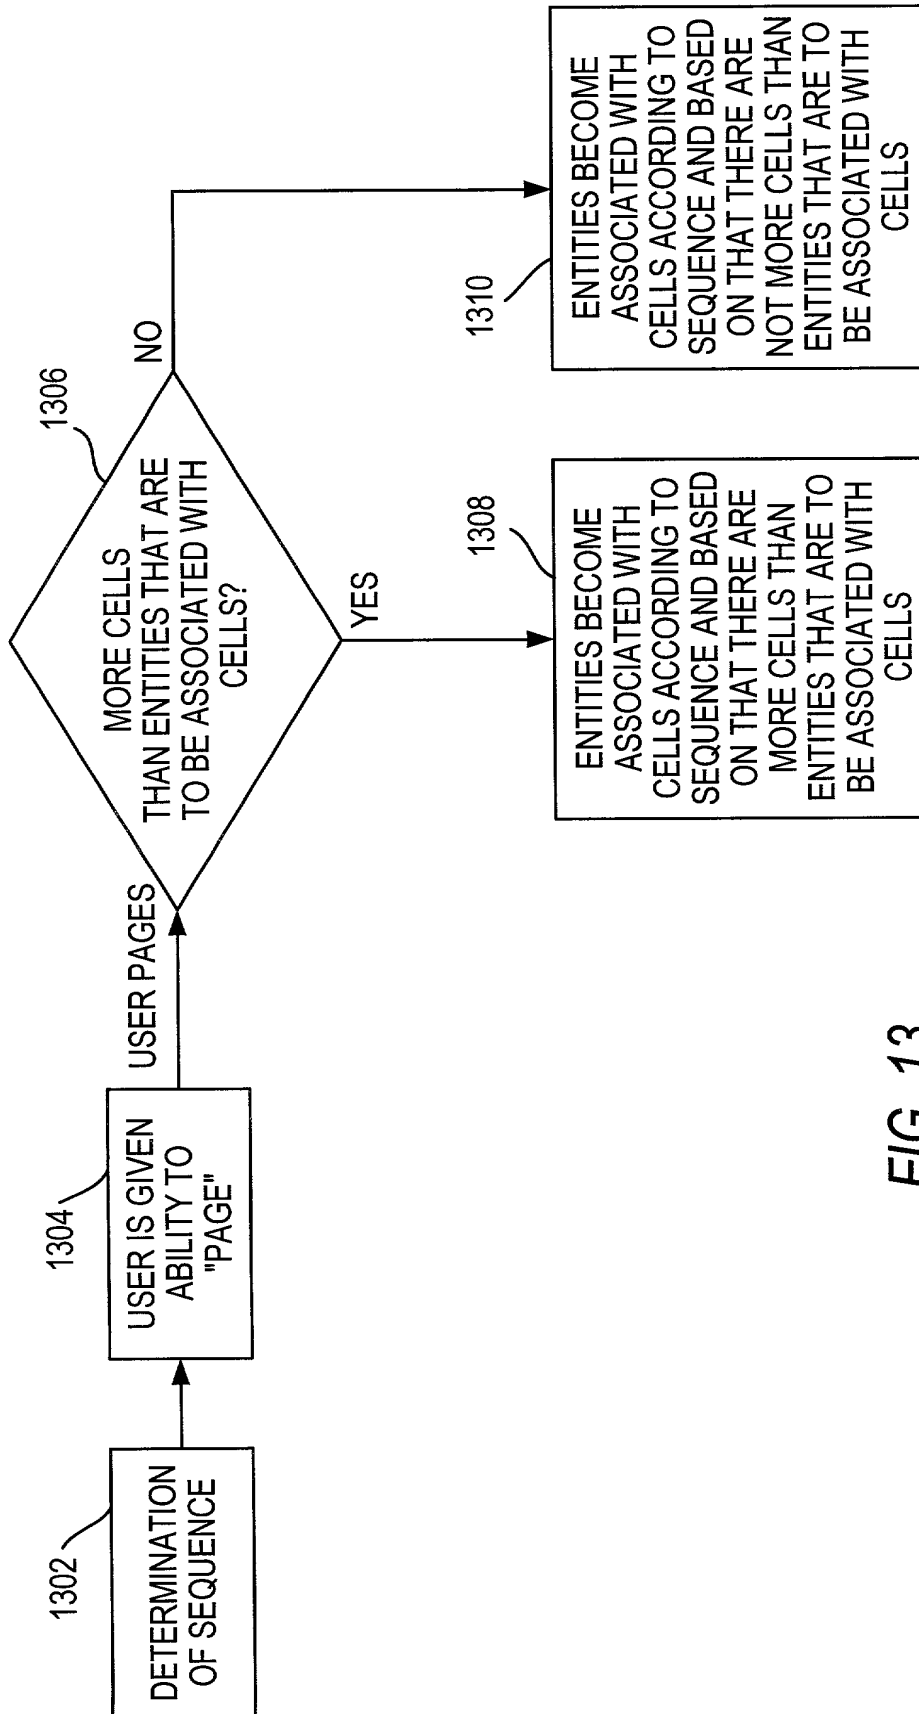 1302
DETERMINATION
OF SEQUENCE
1304
USER IS GIVEN
ABILITY TO
"PAGE"
USER PAGES
1306
MORE CELLS
THAN ENTITIES THAT ARE
TO BE ASSOCIATED WITH
CELLS?
NO
YES
1308
ENTITIES BECOME
ASSOCIATED WITH
CELLS ACCORDING TO
SEQUENCE AND BASED
ON THAT THERE ARE
MORE CELLS THAN
ENTITIES THAT ARE TO
BE ASSOCIATED WITH
CELLS
1310
ENTITIES BECOME
ASSOCIATED WITH
CELLS ACCORDING TO
SEQUENCE AND BASED
ON THAT THERE ARE
NOT MORE CELLS THAN
ENTITIES THAT ARE TO
BE ASSOCIATED WITH
CELLS
FIG. 13